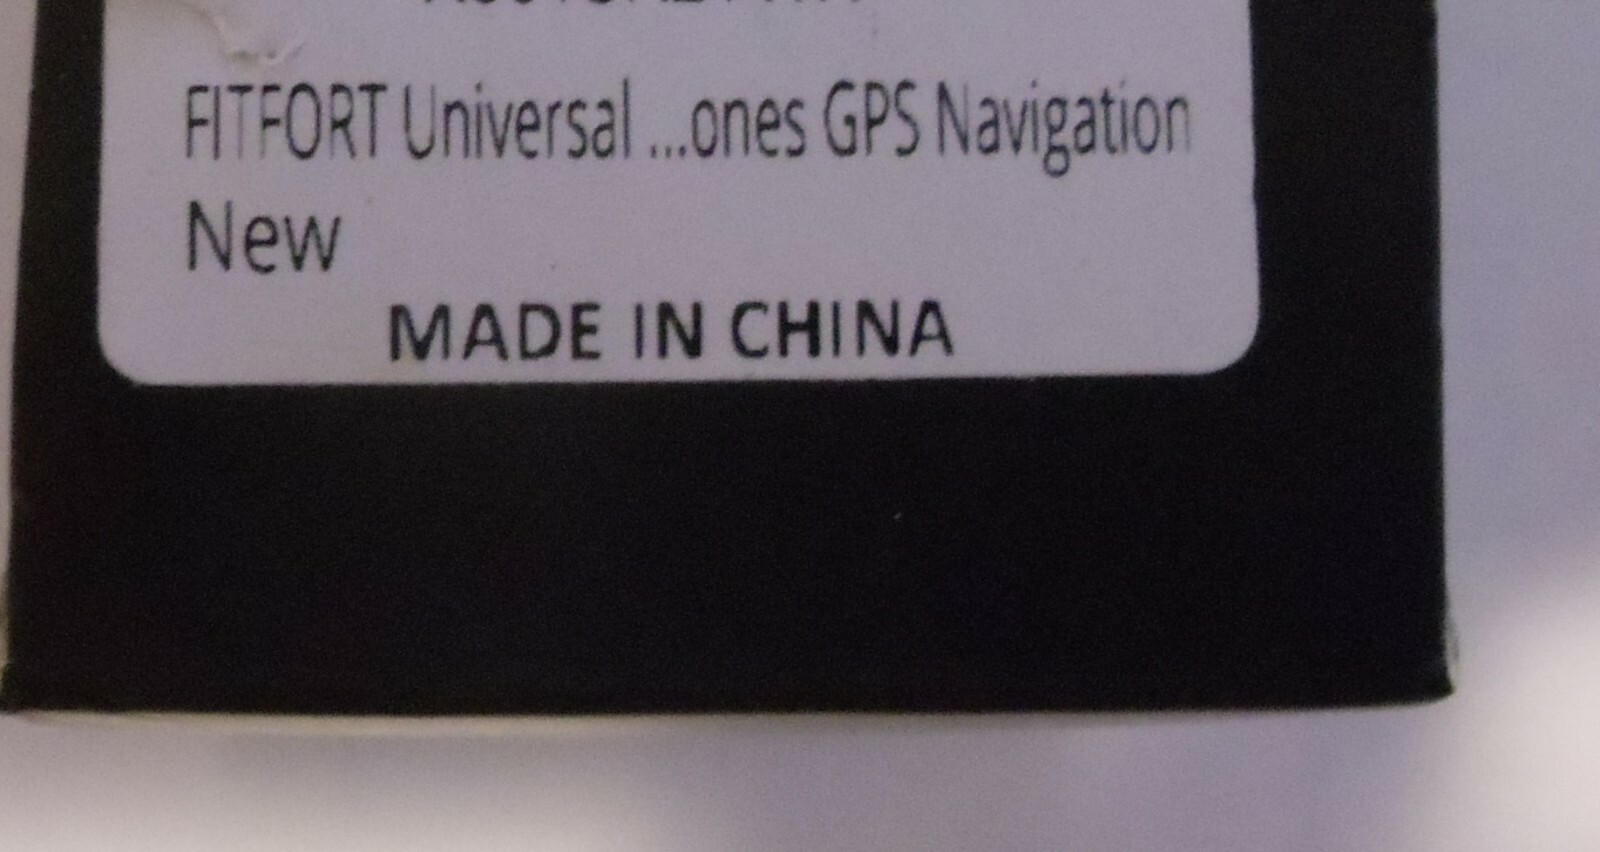 FITFORT Universal ...ones GPS Navigation
New
MADE IN CHINA